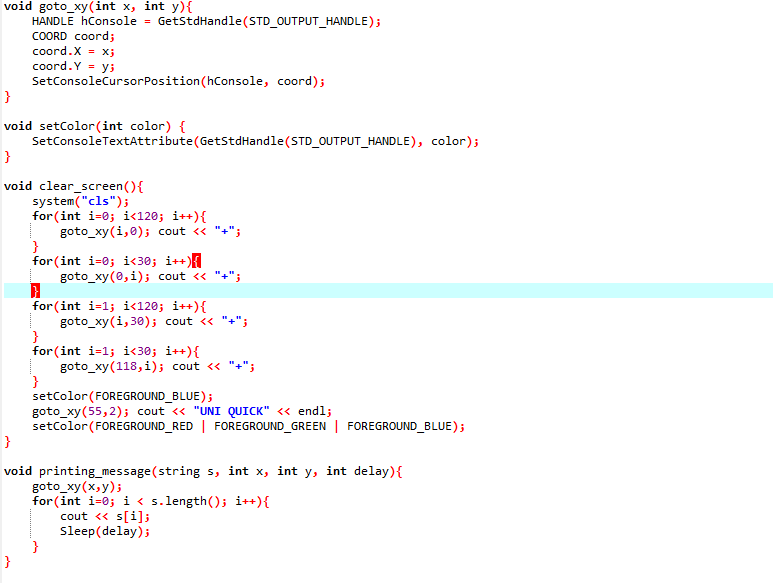 void goto_xy(int x, int y){
    HANDLE hConsole = GetStdHandle(STD_OUTPUT_HANDLE);
    COORD coord;
    coord.X = x;
    coord.Y = y;
    SetConsoleCursorPosition(hConsole, coord);
}

void setColor(int color) {
    SetConsoleTextAttribute(GetStdHandle(STD_OUTPUT_HANDLE), color);
}

void clear_screen(){
    system("cls");
    for(int i=0; i<120; i++){
        goto_xy(i,0); cout << "+";
    }
    for(int i=0; i<30; i++){
        goto_xy(0,i); cout << "+";
    }
    for(int i=1; i<120; i++){
        goto_xy(i,30); cout << "+";
    }
    for(int i=1; i<30; i++){
        goto_xy(118,i); cout << "+";
    }
    setColor(FOREGROUND_BLUE);
    goto_xy(55,2); cout << "UNI QUICK" << endl;
    setColor(FOREGROUND_RED | FOREGROUND_GREEN | FOREGROUND_BLUE);
}

void printing_message(string s, int x, int y, int delay){
    goto_xy(x,y);
    for(int i=0; i < s.length(); i++){
        cout << s[i];
        Sleep(delay);
    }
}